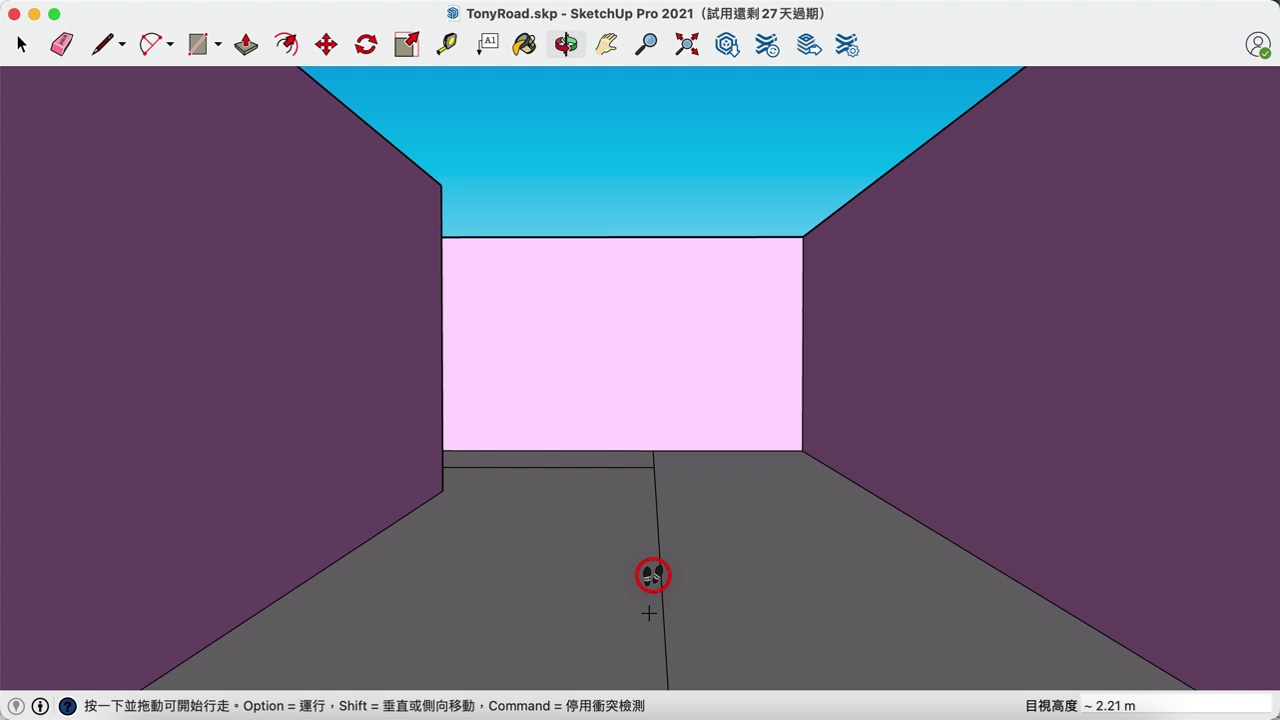 TonyRoad.skp - SketchUp Pro 2021（試用還剩 27 天過期）
A1
按一下並拖動可開始行走。Option = 運行，Shift = 垂直或側向移動，Command = 停用衝突檢測
目視高度 ~ 2.21 m